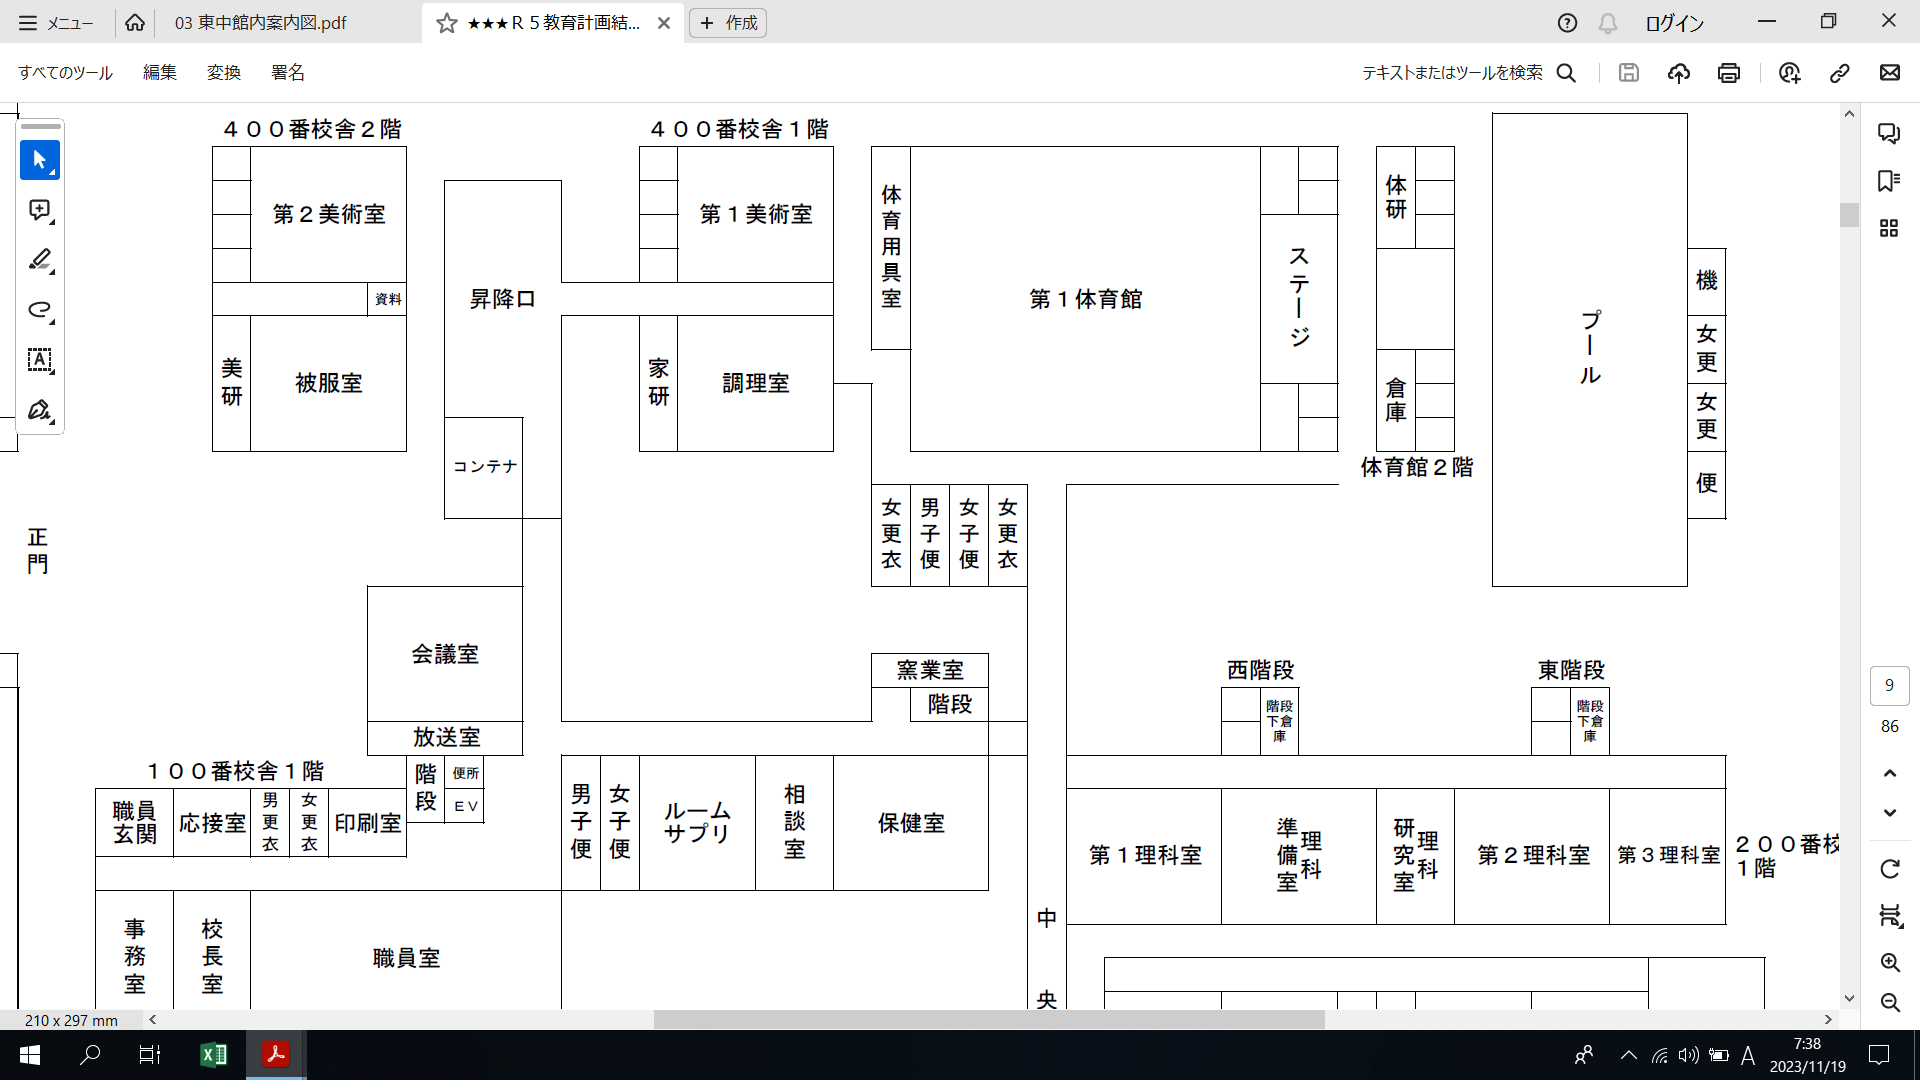 メニュー
03 東中館内案内図.pdf
★★★Ｒ５教育計画結...
作成
ログイン
すべてのツール
編集
変換
署名
テキストまたはツールを検索
４００番校舎２階
４００番校舎１階
第２美術室
資料
美研
被服室
昇降口
コンテナ
第１美術室
家研
調理室
体育用具室
第１体育館
ステージ
体研
倉庫
体育館２階
プール
機
女更
女更
便
正門
女更衣
男子便
女子便
女更衣
会議室
放送室
窯業室
階段
西階段
階段下倉庫
東階段
階段下倉庫
１００番校舎１階
職員玄関
応接室
男更衣
女更衣
印刷室
階段
便所
ＥＶ
男子便
女子便
ルームサプリ
相談室
保健室
第１理科室
理科準備室
理科研究室
第２理科室
第３理科室
２００番校
１階
事務室
校長室
職員室
中央
9
86
210 x 297 mm
A
7:38
2023/11/19